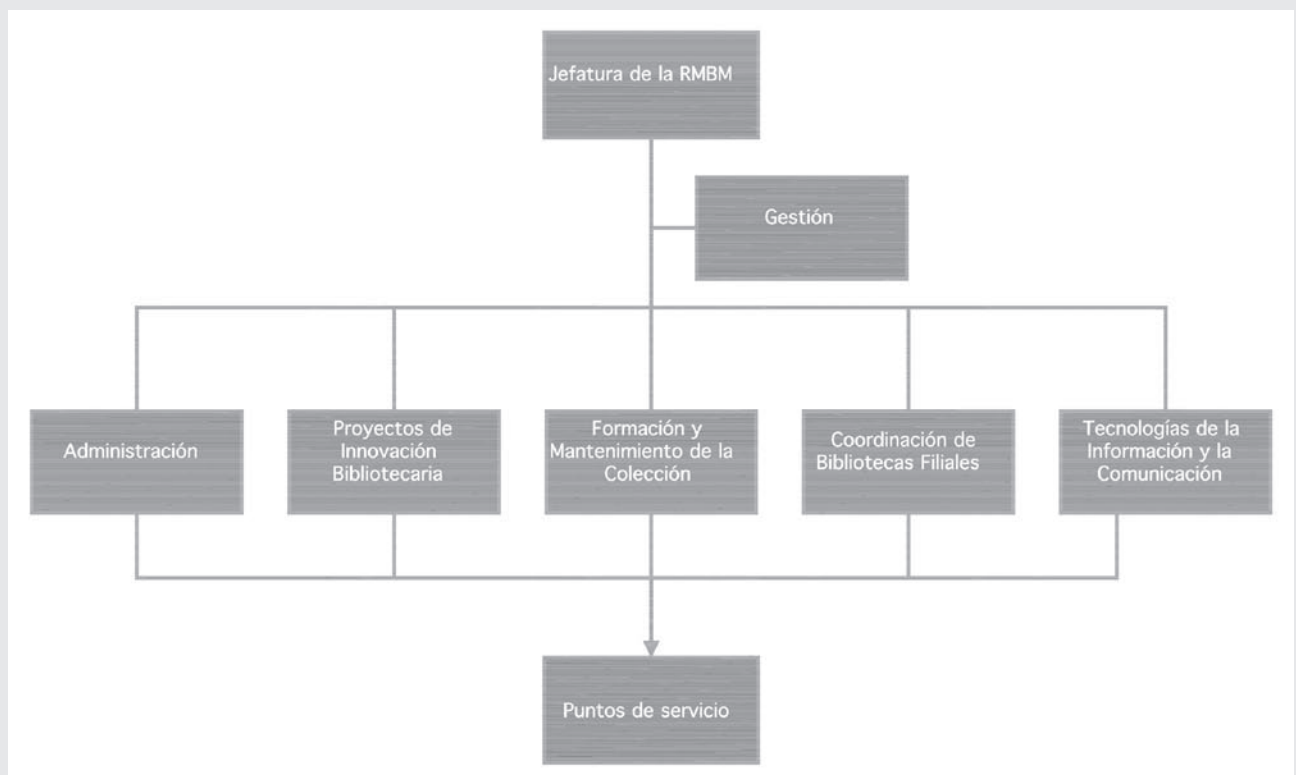 Jefatura de la RMBM
Gestión
Administración
Proyectos de
Innovación
Bibliotecaria
Formación y
Mantenimiento de la
Colección
Coordinación de
Bibliotecas Filiales
Tecnologías de la
Información y la
Comunicación
Puntos de servicio